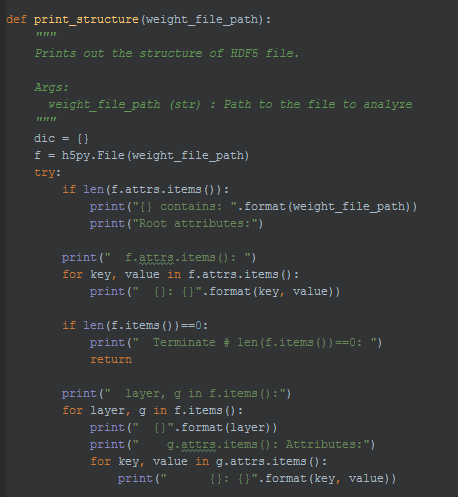 def print_structure(weight_file_path):
    """
    Prints out the structure of HDF5 file.

    Args:
      weight_file_path (str) : Path to the file to analyze
    """
    dic = {}
    f = h5py.File(weight_file_path)
    try:
        if len(f.attrs.items()):
            print("{} contains: ".format(weight_file_path))
            print("Root attributes:")

        print("  f.attrs.items(): ")
        for key, value in f.attrs.items():
            print("  {}: {}".format(key, value))

        if len(f.items())==0:
            print("  Terminate # len(f.items())==0: ")
            return

        print("  layer, g in f.items():")
        for layer, g in f.items():
            print("  {}".format(layer))
            print("    g.attrs.items(): Attributes:")
            for key, value in g.attrs.items():
                print("      {}: {}".format(key, value))